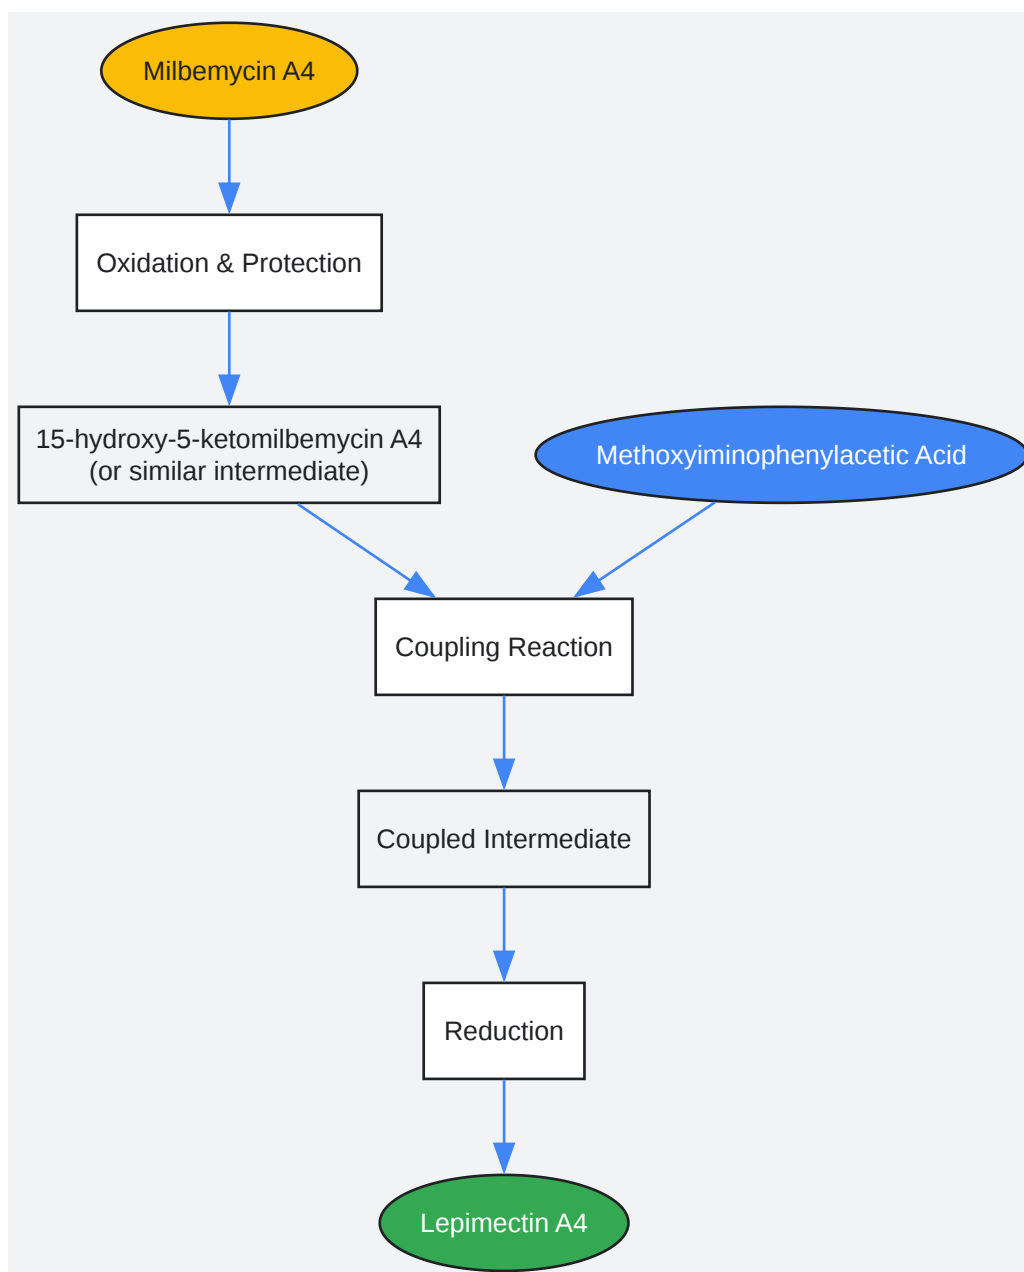 Milbemycin A4
Oxidation & Protection
15-hydroxy-5-ketomilbemycin A4
(or similar intermediate)
Methoxyiminophenylacetic Acid
Coupling Reaction
Coupled Intermediate
Reduction
Lepimectin A4